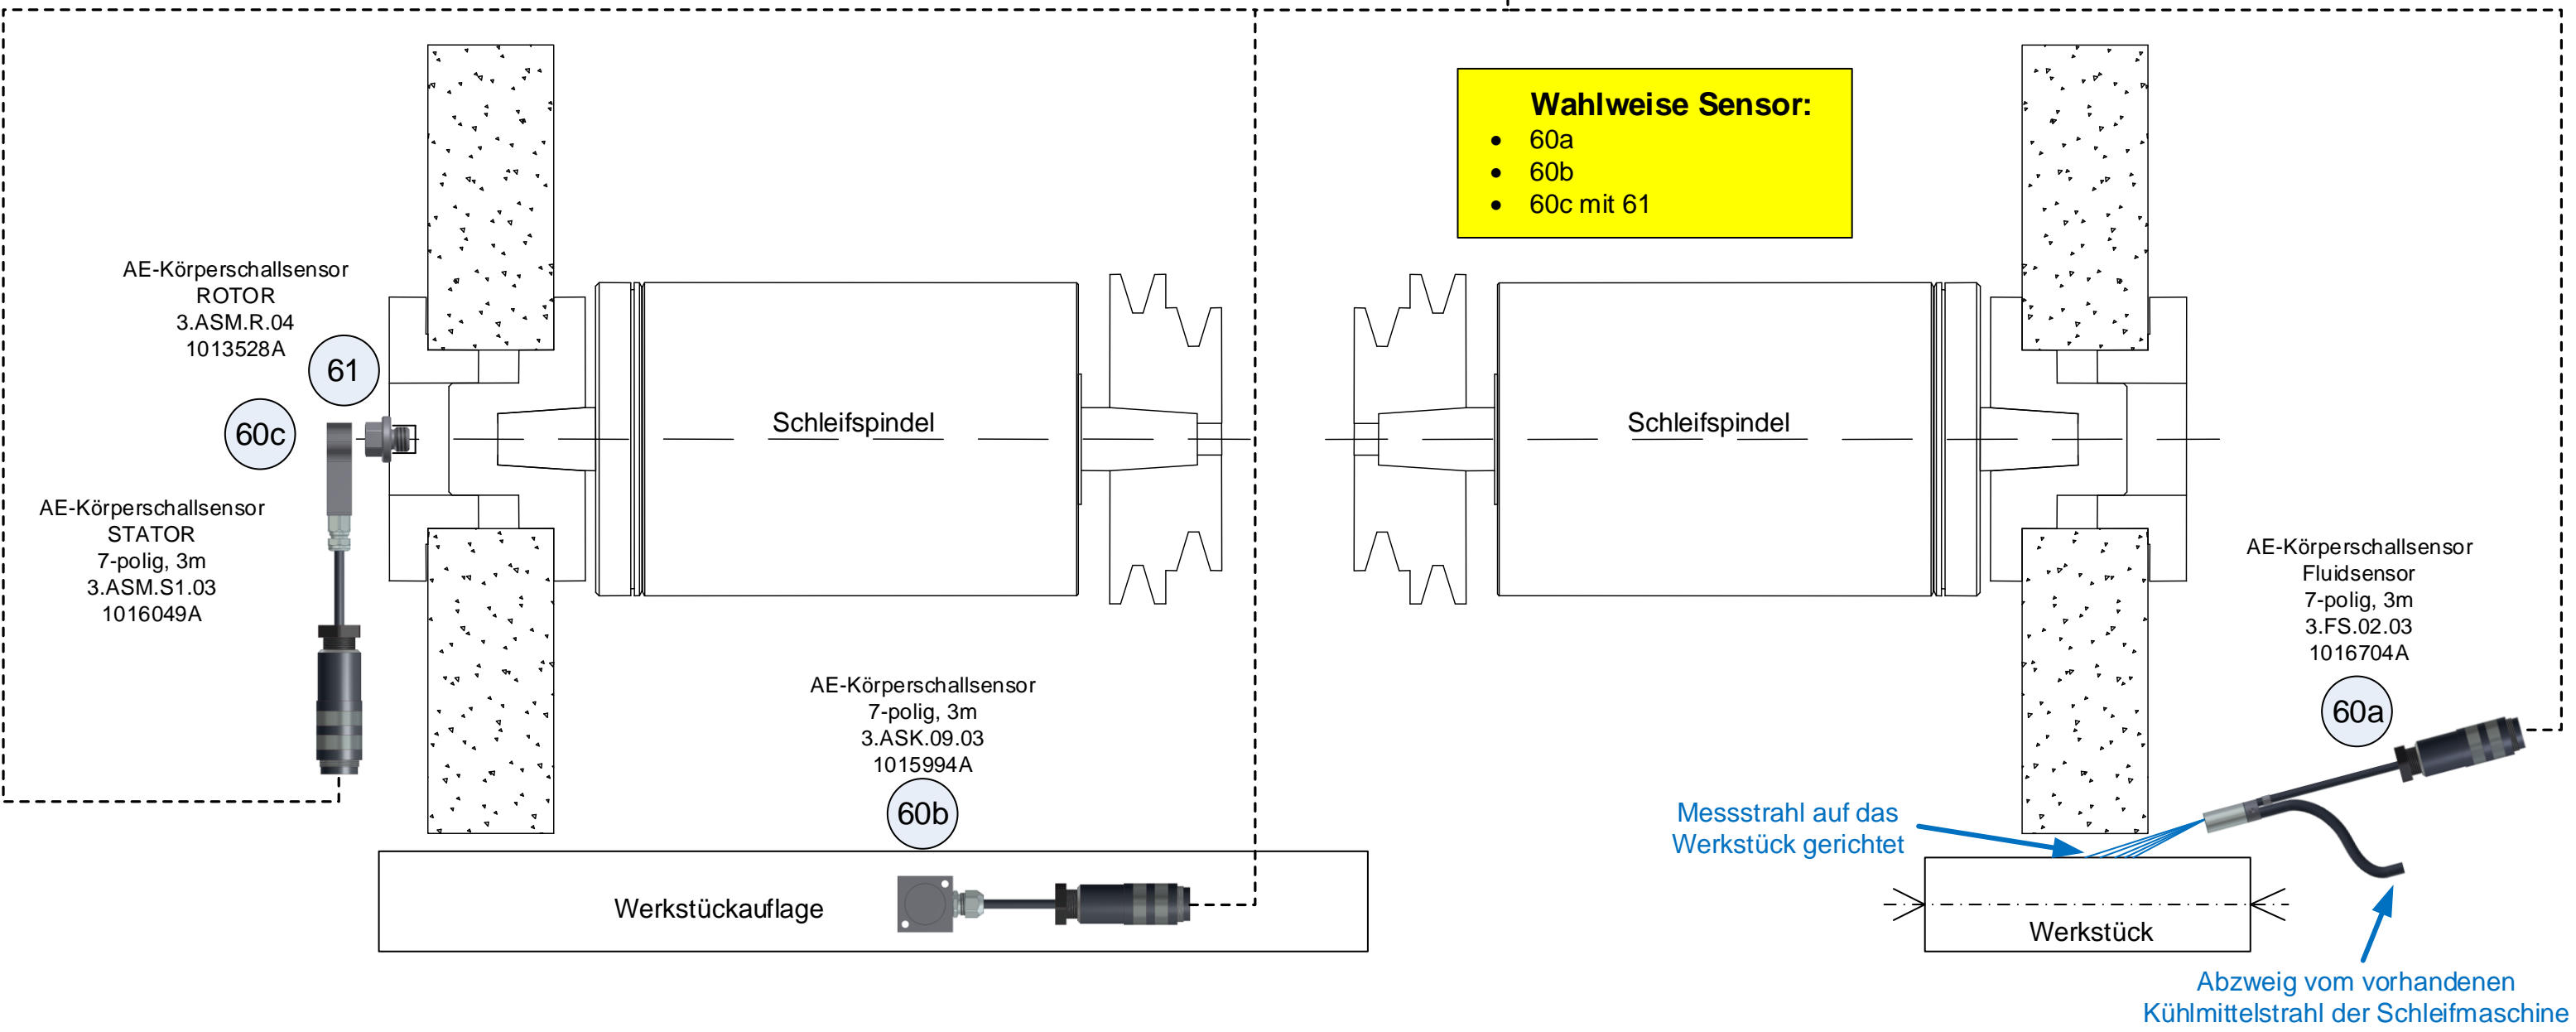 Wahlweise Sensor:
• 60a
• 60b
• 60c mit 61
AE-Körperschallsensor
ROTOR
3.ASM.R.04
1013528A
61
60c
AE-Körperschallsensor
STATOR
7-polig, 3m
3.ASM.S1.03
1016049A
Schleifspindel
Schleifspindel
AE-Körperschallsensor
7-polig, 3m
3.ASK.09.03
1015994A
60b
Werkstückauflage
AE-Körperschallsensor
Fluidsensor
7-polig, 3m
3.FS.02.03
1016704A
60a
Messstrahl auf das
Werkstück gerichtet
Werkstück
Abzweig vom vorhandenen
Kühlmittelstrahl der Schleifmaschine